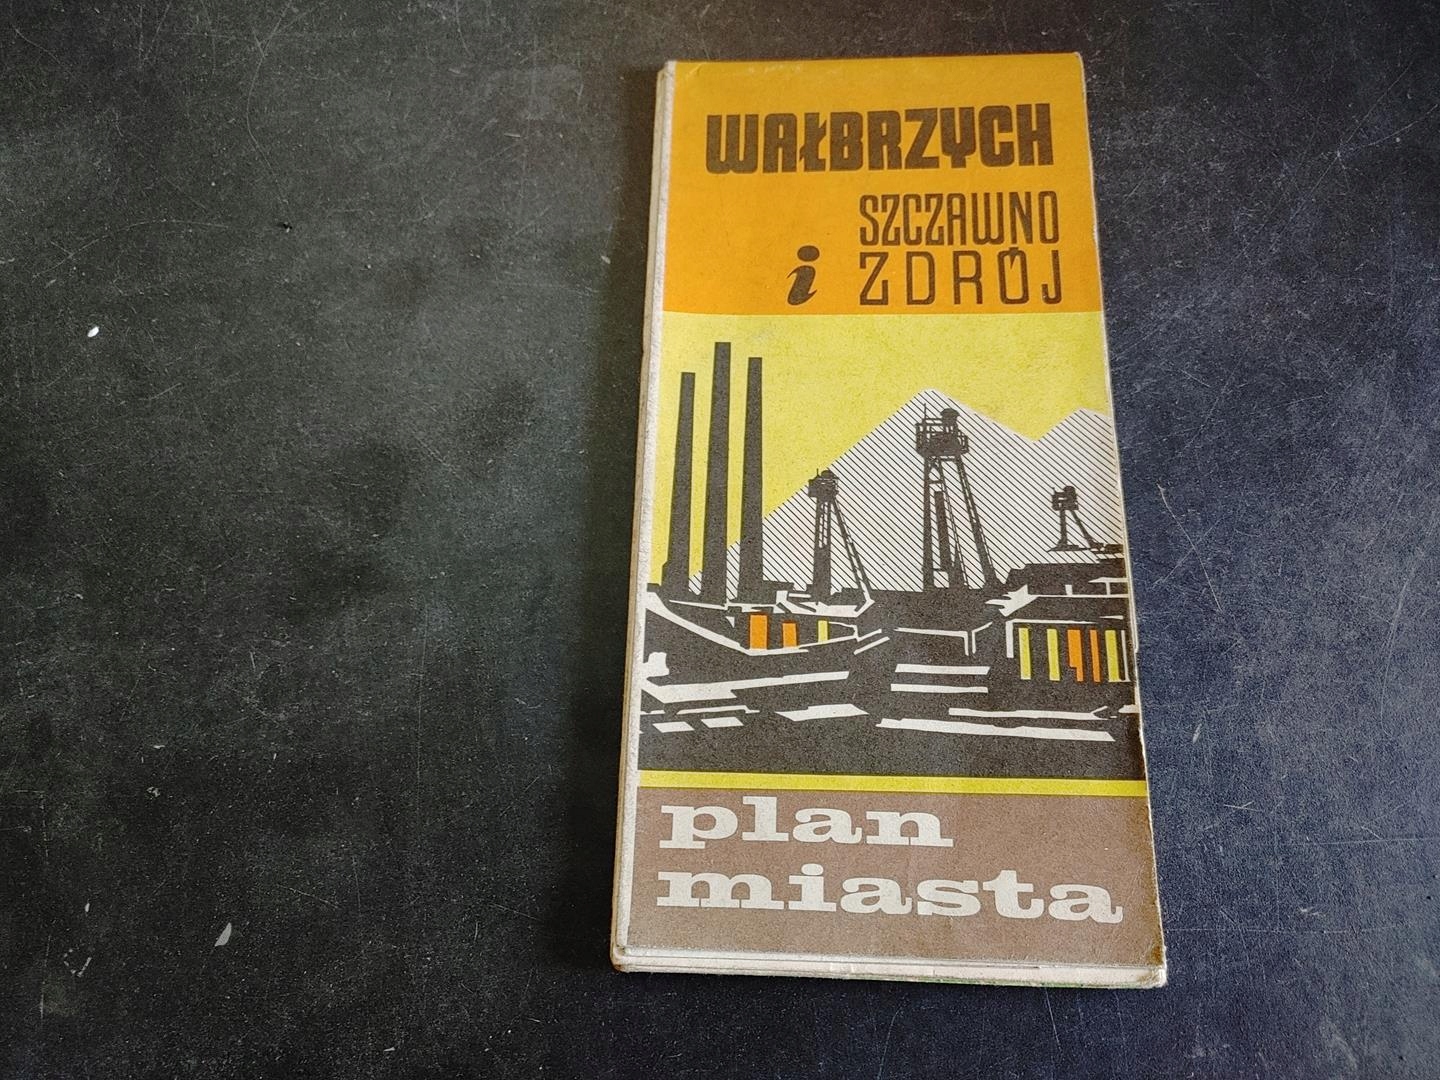 WAŁBRZYCH
SZCZAWNO
i ZDRÓJ
plan
miasta